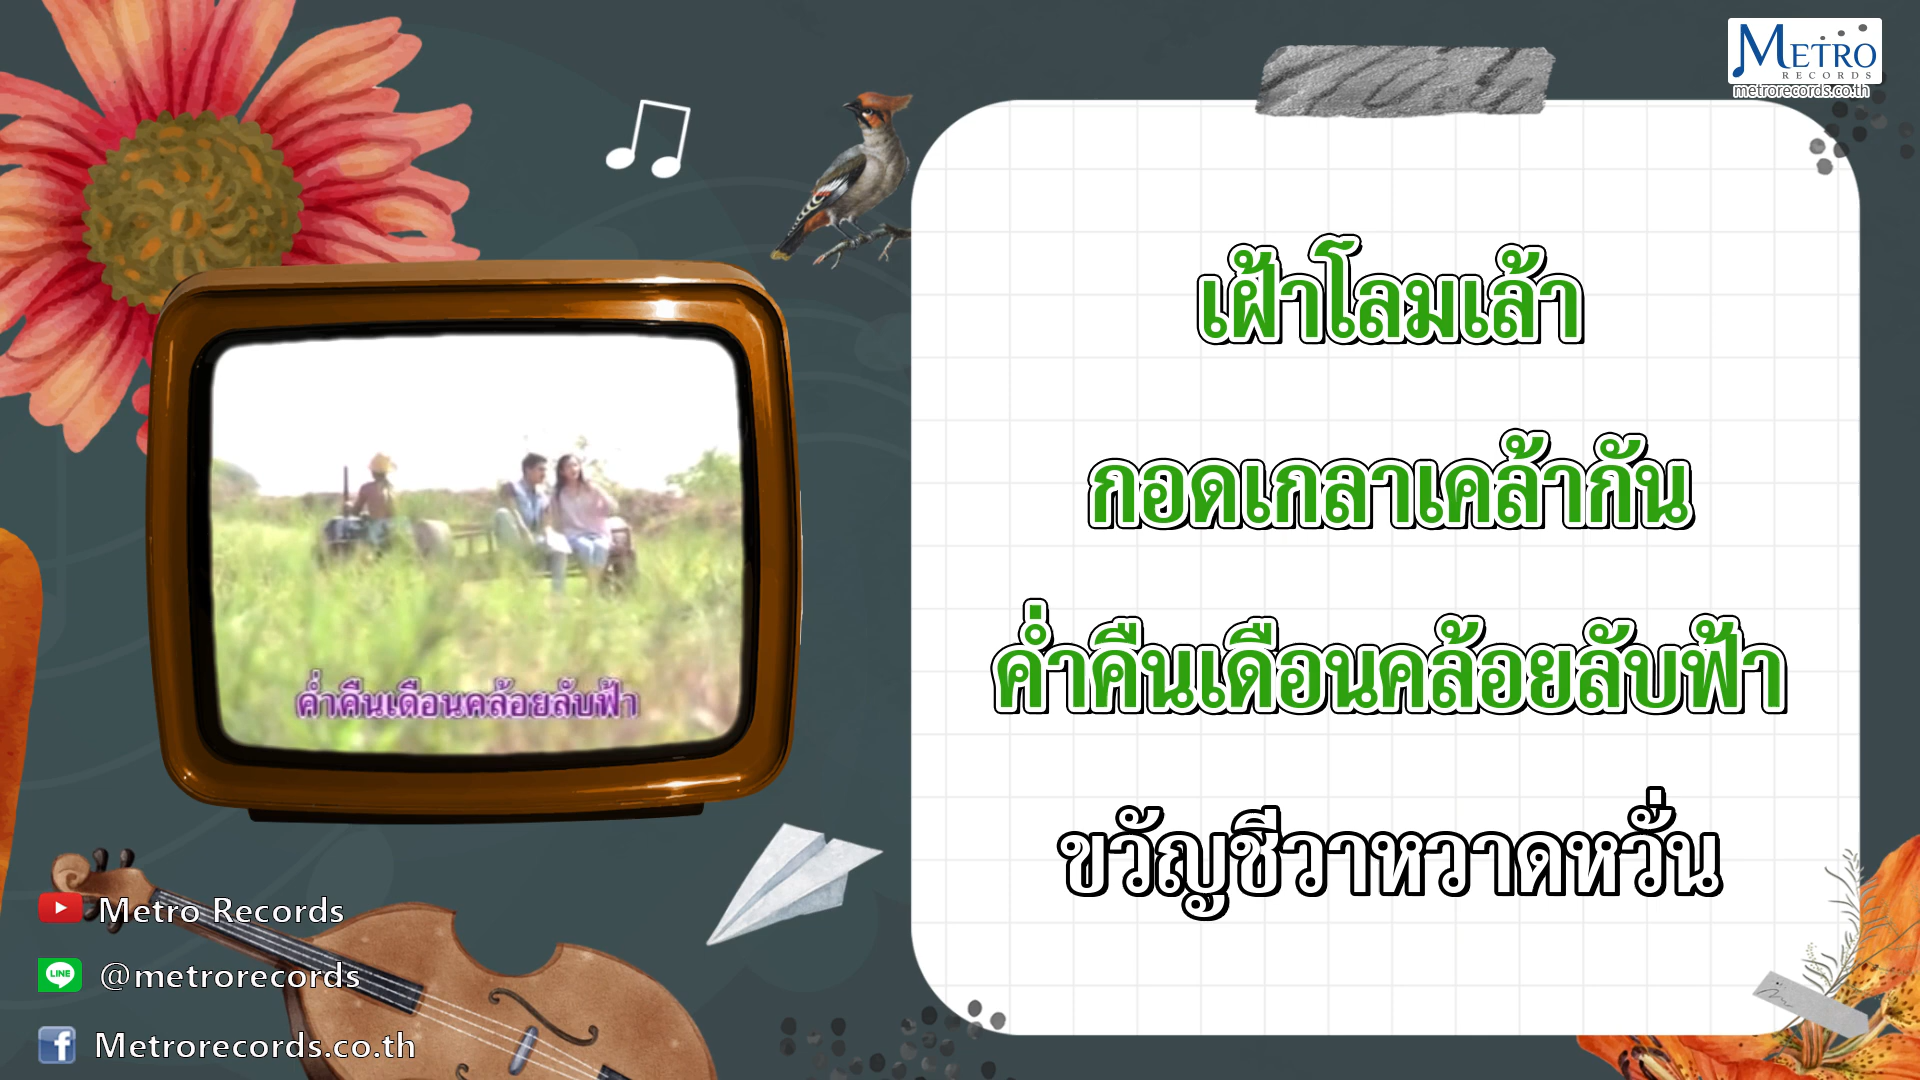 METRO
RECORDS
metrorecords.co.th
เฝ้าโลมเล้า
กอดเกลาเคล้ากัน
ค่ำคืนเดือนคล้อยลับฟ้า
ขวัญชีวาหวาดหวั่น
ค่ำคืนเดือนคล้อยลับฟ้า
Metro Records
LINE
@metrorecords
Metrorecords.co.th